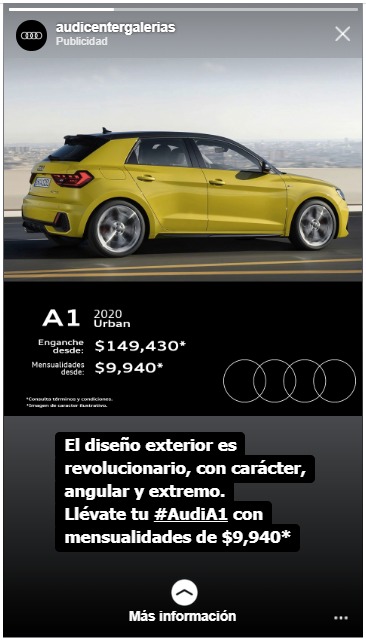 audicentergalerias
Publicidad
A1 2020
Urban
Enganche
desde: $149,430*
Mensualidades
desde: $9,940*
*Consulta términos y condiciones.
*Imagen de caracter ilustrativo.
El diseño exterior es
revolucionario, con carácter,
angular y extremo.
Llévate tu #AudiA1 con
mensualidades de $9,940*
Más información